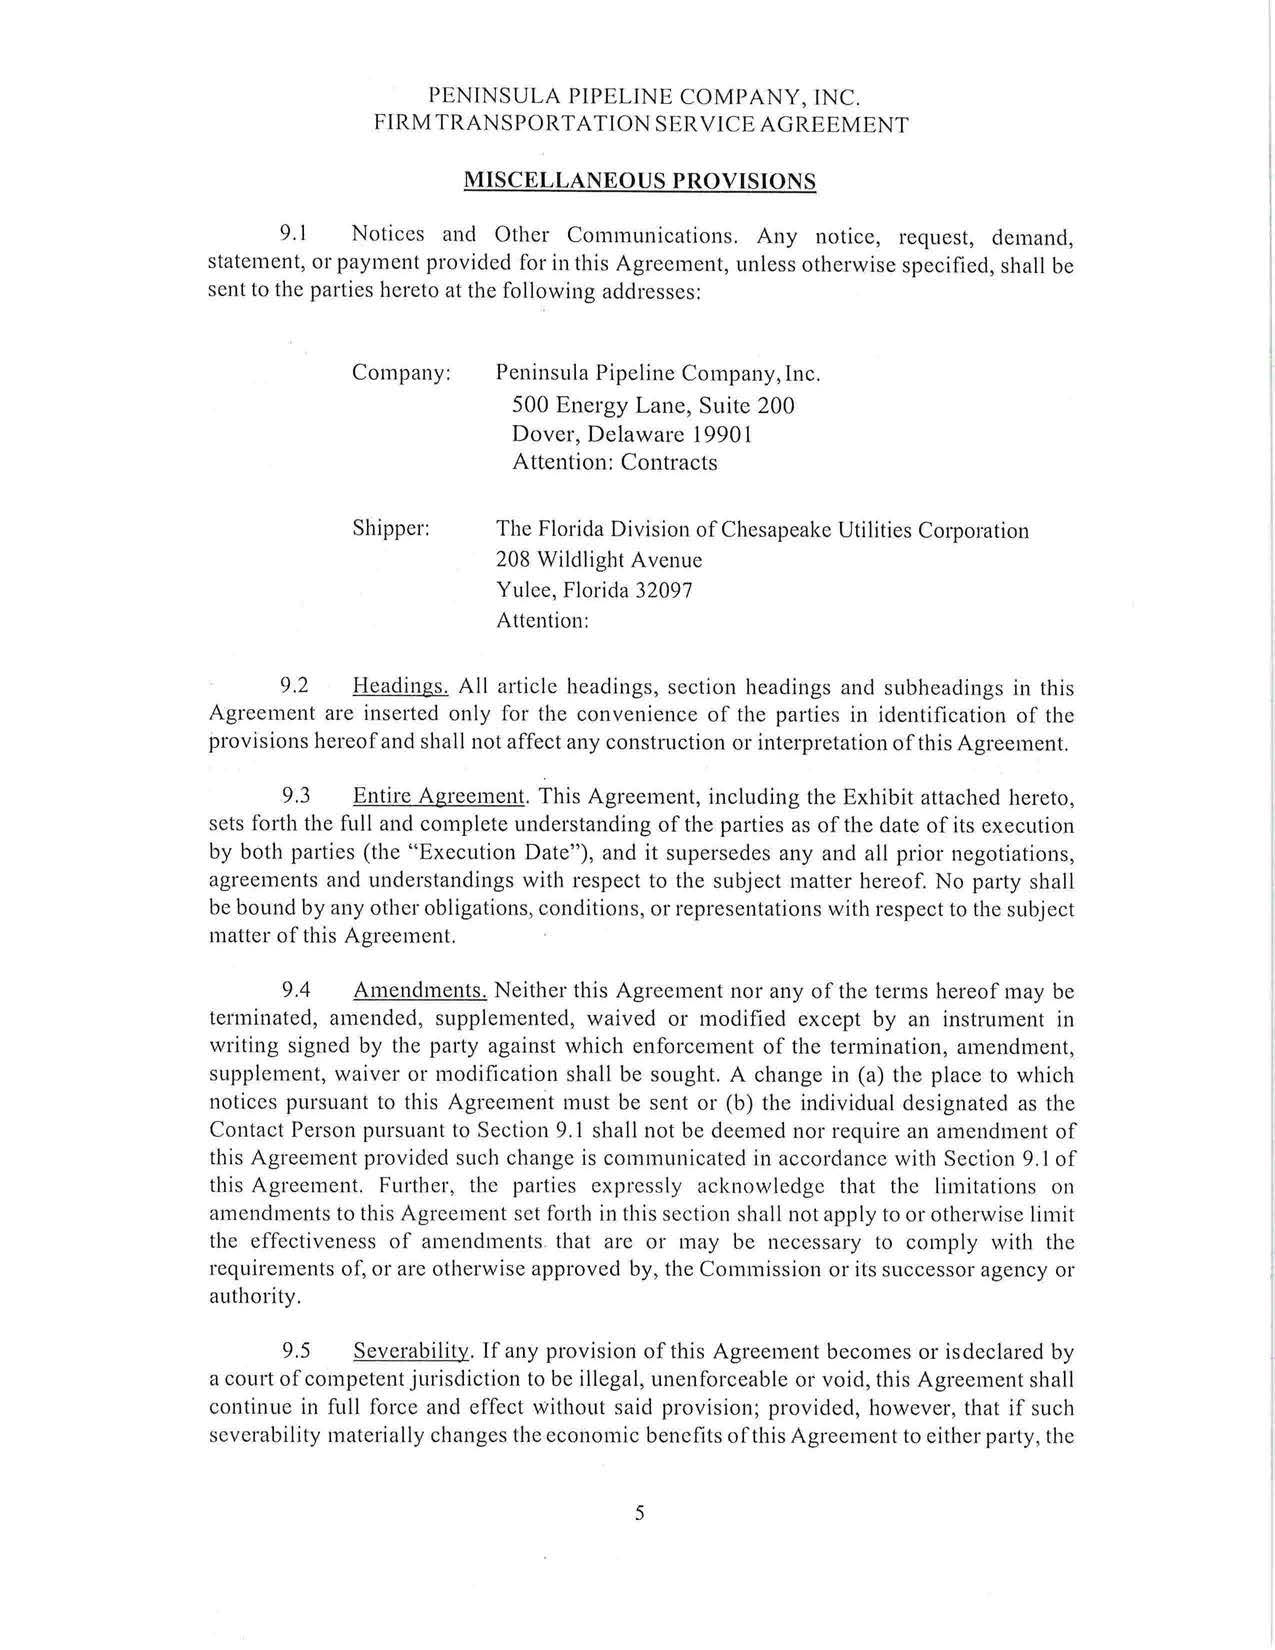 PENINSULA PIPELINE COMPANY, INC.
FIRM TRANSPORTATION SERVICE AGREEMENT
MISCELLANEOUS PROVISIONS
9.1 Notices and Other Communications. Any notice, request, demand,
statement, or payment provided for in this Agreement, unless otherwise specified, shall be
sent to the parties hereto at the following addresses:
Company: Peninsula Pipeline Company, Inc.
500 Energy Lane, Suite 200
Dover, Delaware 19901
Attention: Contracts
Shipper: The Florida Division of Chesapeake Utilities Corporation
208 Wildlight Avenue
Yulee, Florida 32097
Attention:
9.2 Headings. All article headings, section headings and subheadings in this
Agreement are inserted only for the convenience of the parties in identification of the
provisions hereof and shall not affect any construction or interpretation of this Agreement.
9.3 Entire Agreement. This Agreement, including the Exhibit attached hereto,
sets forth the full and complete understanding of the parties as of the date of its execution
by both parties (the “Execution Date”), and it supersedes any and all prior negotiations,
agreements and understandings with respect to the subject matter hereof. No party shall
be bound by any other obligations, conditions, or representations with respect to the subject
matter of this Agreement.
9.4 Amendments. Neither this Agreement nor any of the terms hereof may be
terminated, amended, supplemented, waived or modified except by an instrument in
writing signed by the party against which enforcement of the termination, amendment,
supplement, waiver or modification shall be sought. A change in (a) the place to which
notices pursuant to this Agreement must be sent or (b) the individual designated as the
Contact Person pursuant to Section 9.1 shall not be deemed nor require an amendment of
this Agreement provided such change is communicated in accordance with Section 9.1 of
this Agreement. Further, the parties expressly acknowledge that the limitations on
amendments to this Agreement set forth in this section shall not apply to or otherwise limit
the effectiveness of amendments that are or may be necessary to comply with the
requirements of, or are otherwise approved by, the Commission or its successor agency or
authority.
9.5 Severability. If any provision of this Agreement becomes or is declared by
a court of competent jurisdiction to be illegal, unenforceable or void, this Agreement shall
continue in full force and effect without said provision; provided, however, that if such
severability materially changes the economic benefits of this Agreement to either party, the
5